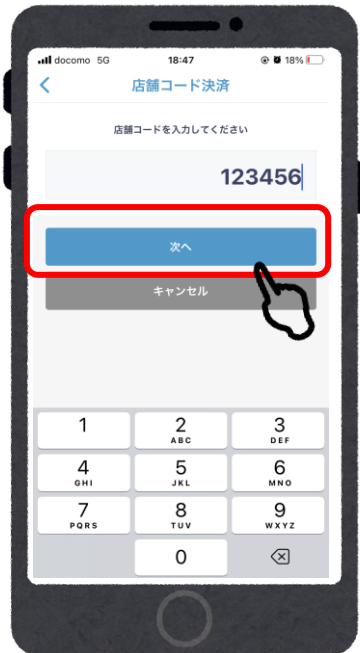 docomo 5G 18:47 18%
店舗コード決済
店舗コードを入力してください
123456
次へ
キャンセル
1 2 3
ABC DEF
4 5 6
GHI JKL MNO
7 8 9
PQRS TUV WXYZ
0